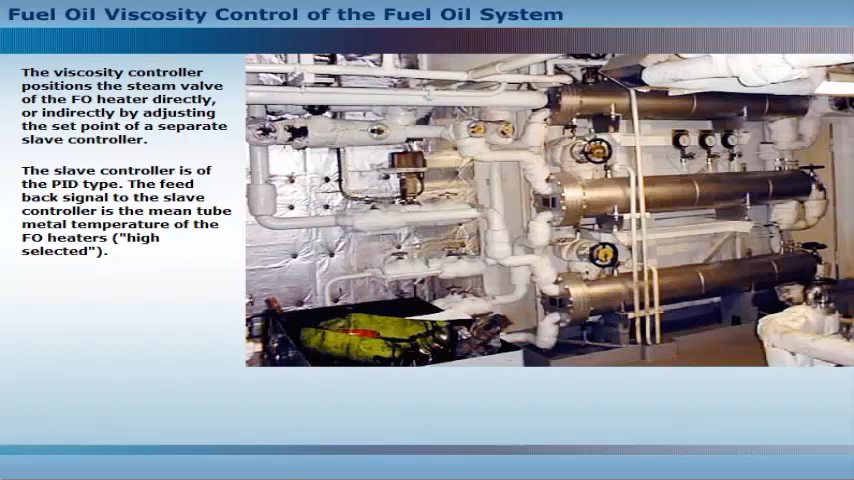 Fuel Oil Viscosity Control of the Fuel Oil System
The viscosity controller
positions the steam valve
of the FO heater directly,
or indirectly by adjusting
the set point of a separate
slave controller.
The slave controller is of
the PID type. The feed
back signal to the slave
controller is the mean tube
metal temperature of the
FO heaters ("high
selected").